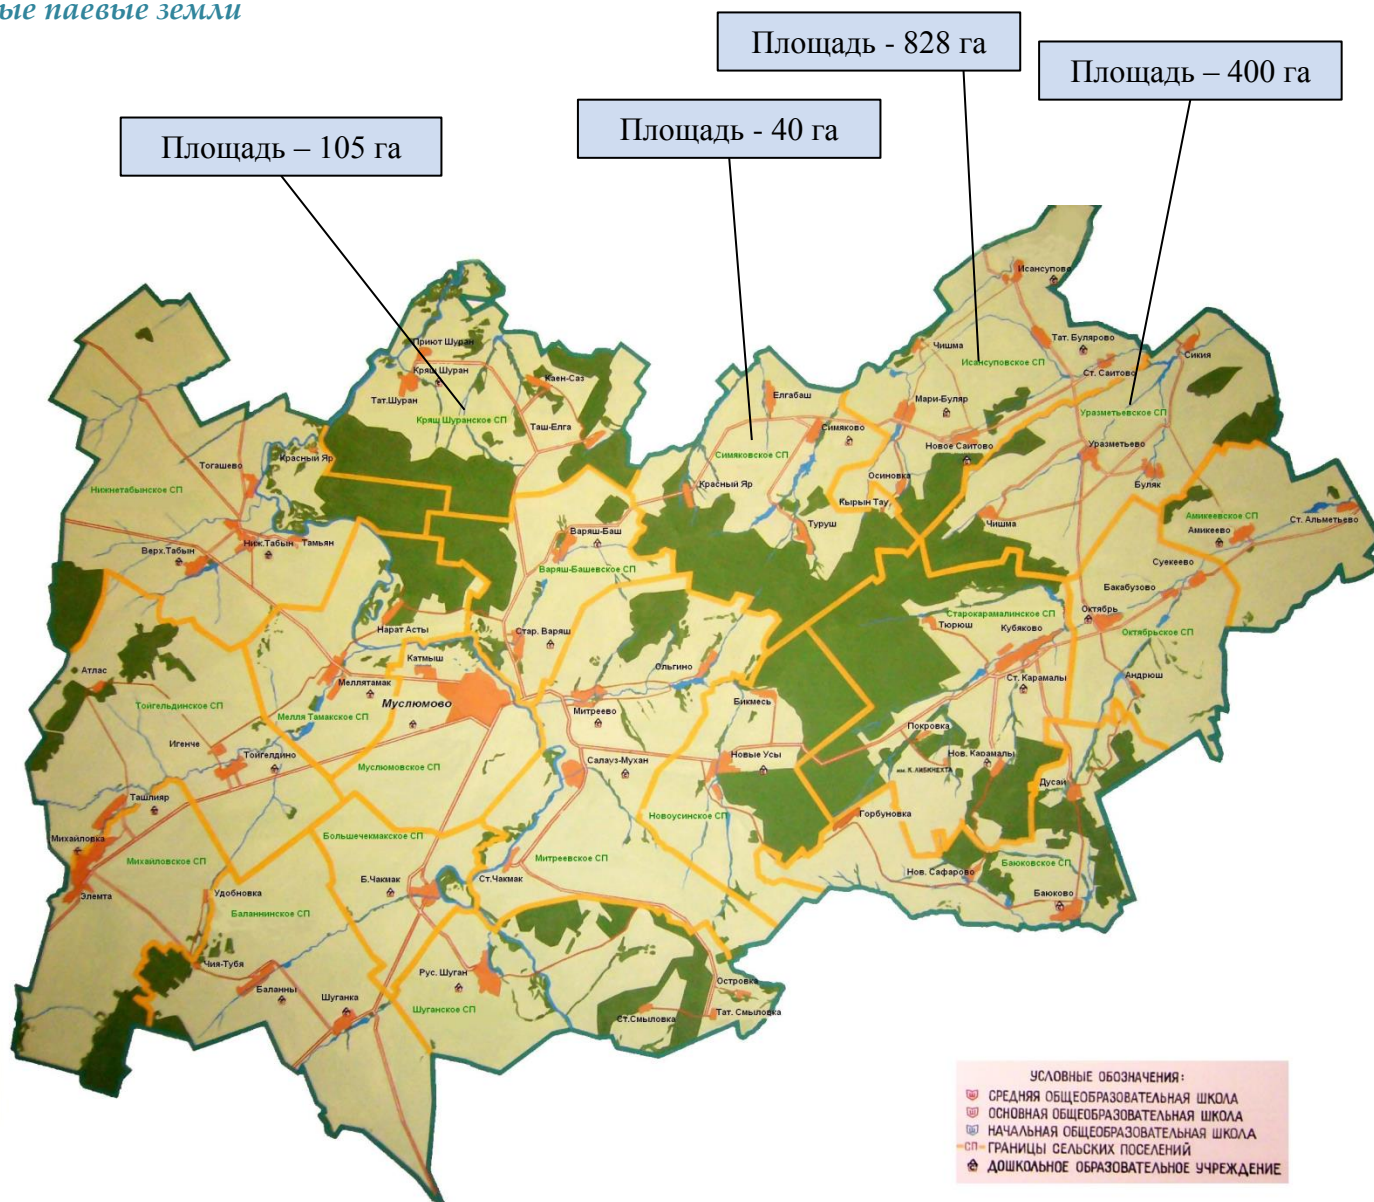 ые паевые земли
Площадь - 828 га
Площадь – 400 га
Площадь - 40 га
Площадь – 105 га
Исансупово
Приют Шуран
Кряш Шуран
Тат.Шуран
Каен-Саз
Кряш Шуранское СП
Таш-Елга
Елгабаш
Симяково
Симяковское СП
Чишма
Исансуповское СП
Тат. Булярово
Ст. Саитово
Сикия
Мари-Буляр
Уразметьевское СП
Новое Саитово
Уразметьево
Буляк
Осиновка
Кырын Тау
Красный Яр
Туруш
Чишма
Амикеевское СП
Ст. Альметьево
Амикеево
Суекеево
Бакабузово
Тогашево
Красный Яр
Нижнетабынское СП
Ниж.Табын
Тамьян
Верх.Табын
Варяш-Баш
Варяш-Башевское СП
Старокарамалинское СП
Тюрюш
Кубяково
Октябрь
Октябрьское СП
Нарат Асты
Стар. Варяш
Катмыш
Ольгино
Ст. Карамалы
Андрюш
Атлас
Меллятамак
Муслюмово
Бикмесь
Тойгельдинское СП
Мелля Тамакское СП
Митреево
Покровка
Игенче
Тойгелдино
Муслюмовское СП
Салауз-Мухан
Новые Усы
Нов. Карамалы
им. К.ЛИБКНЕХТА
Дусай
Ташлияр
Новоусинское СП
Горбуновка
Михайловка
Большечекмакское СП
Михайловское СП
Митреевское СП
Баюковское СП
Нов. Сафарово
Б.Чакмак
Ст.Чакмак
Элемта
Удобновка
Баюково
Баланнинское СП
Чия-Тубя
Баланны
Рус. Шуган
Шуганка
Шуганское СП
Островка
Ст.Смыловка
Тат. Смыловка
УСЛОВНЫЕ ОБОЗНАЧЕНИЯ:
СРЕДНЯЯ ОБЩЕОБРАЗОВАТЕЛЬНАЯ ШКОЛА
ОСНОВНАЯ ОБЩЕОБРАЗОВАТЕЛЬНАЯ ШКОЛА
НАЧАЛЬНАЯ ОБЩЕОБРАЗОВАТЕЛЬНАЯ ШКОЛА
СП ГРАНИЦЫ СЕЛЬСКИХ ПОСЕЛЕНИЙ
ДОШКОЛЬНОЕ ОБРАЗОВАТЕЛЬНОЕ УЧРЕЖДЕНИЕ